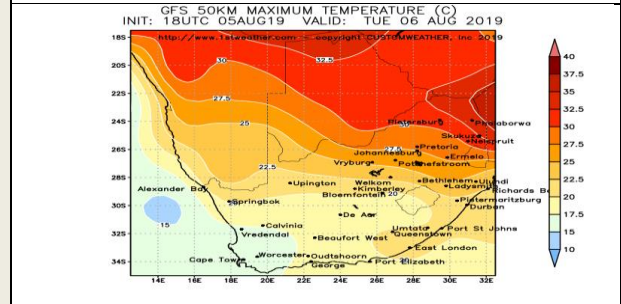 GFS 50KM MAXIMUM TEMPERATURE (C)
INIT: 18UTC 05AUG19 VALID: TUE 06 AUG 2019
http://www.1stweather.com -- copyright CUSTOMWEATHER, Inc 2019
18S
20S
22S
24S
26S
28S
30S
32S
34S
14E
16E
18E
20E
22E
24E
26E
28E
30E
32E
32.5
30
27.5
25
22.5
27.5
20
15
Pietersburg
Phalaborwa
Skukuza
Nelspruit
Pretoria
Johannesburg
Ermelo
Vryburg
Potchefstroom
Upington
Welkom
Kimberley
Bloemfontein
Bethlehem
Ulundi
Ladysmith
Richards Ba
Pietermaritzburg
Durban
Alexander Bay
Springbok
De Aar
Calvinia
Vredendal
Beaufort West
Umtata
Port St Johns
Queenstown
East London
Cape Town
Worcester
Oudtshoorn
George
Port Elizabeth
40
37.5
35
32.5
30
27.5
25
22.5
20
17.5
15
10